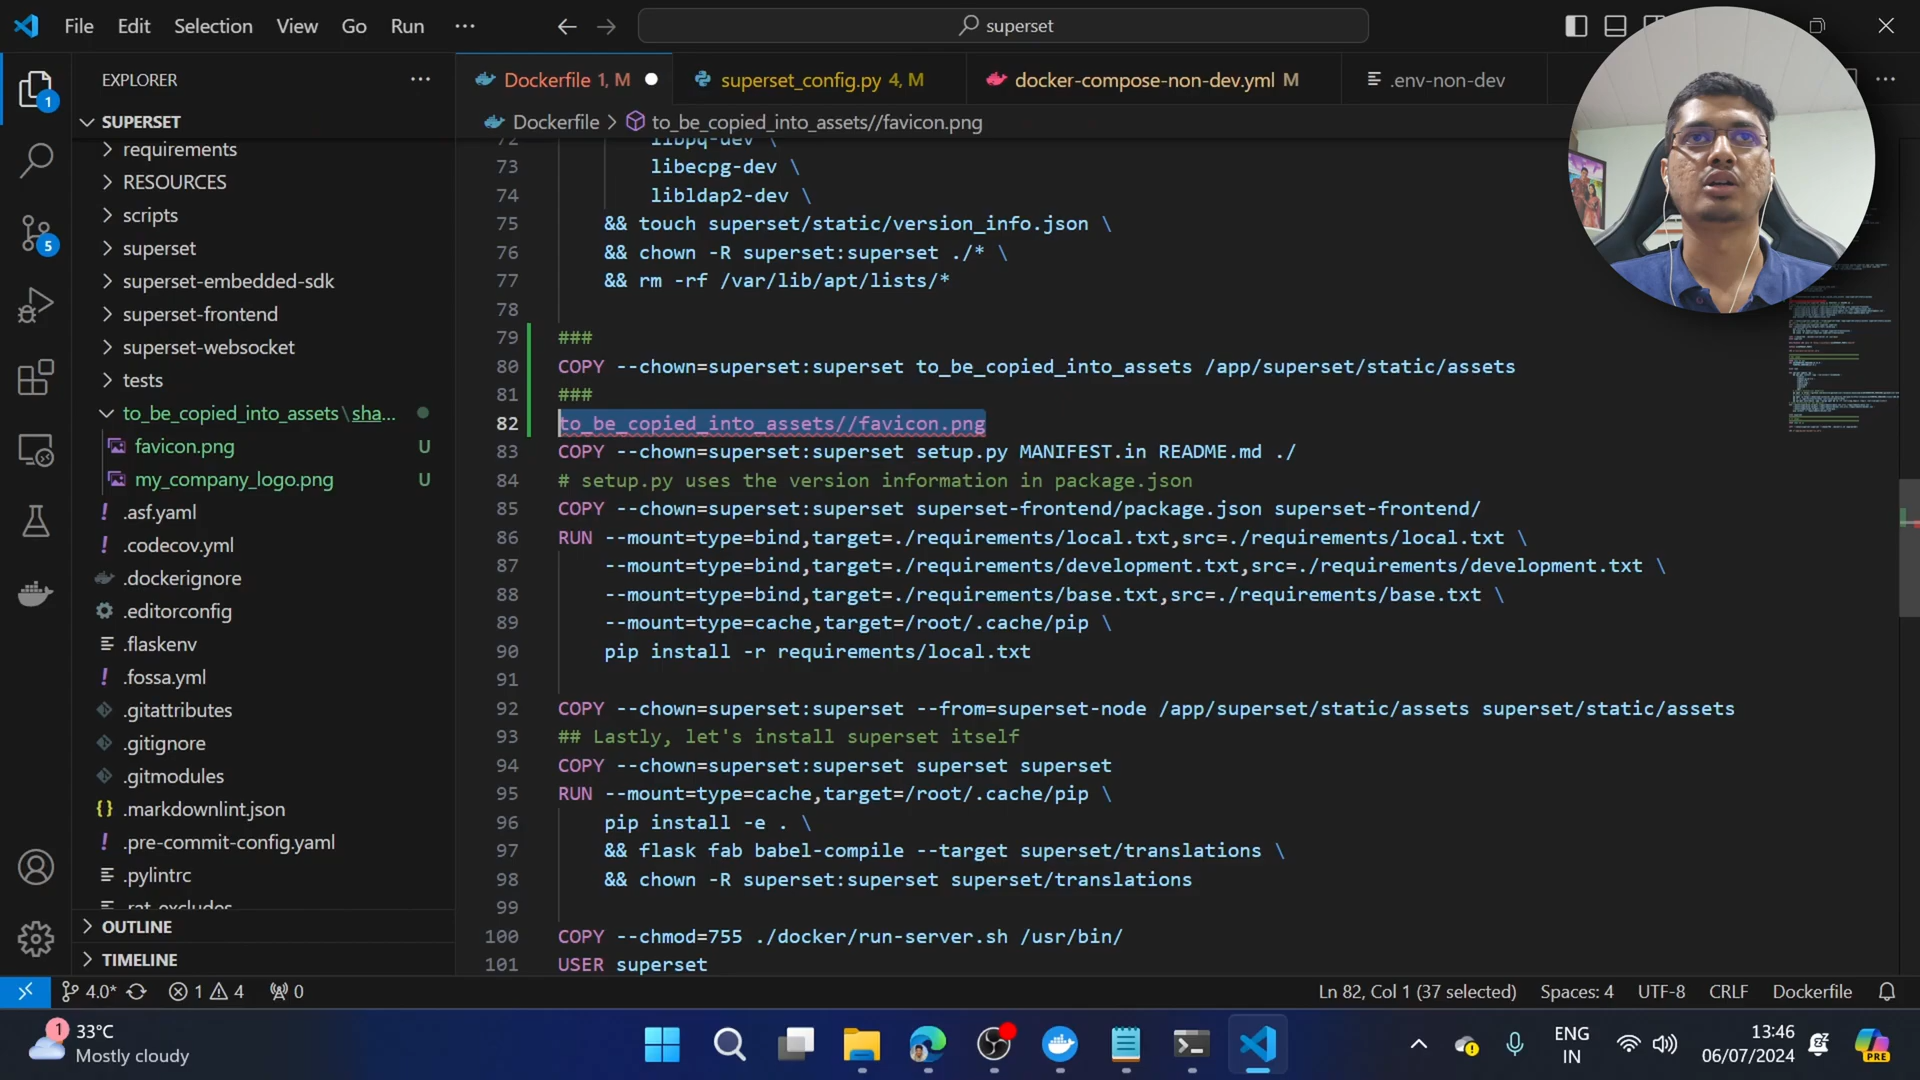 File Edit Selection View Go Run ···
superset
EXPLORER
Dockerfile 1, M
superset_config.py 4, M
docker-compose-non-dev.yml M
.env-non-dev
SUPERSET
Dockerfile > to_be_copied_into_assets//favicon.png
requirements
RESOURCES
scripts
superset
superset-embedded-sdk
superset-frontend
superset-websocket
tests
to_be_copied_into_assets\sha...
favicon.png U
my_company_logo.png U
.asf.yaml
.codecov.yml
.dockerignore
.editorconfig
.flaskenv
.fossa.yml
.gitattributes
.gitignore
.gitmodules
.markdownlint.json
.pre-commit-config.yaml
.pylintrc
.rat-excludes
OUTLINE
TIMELINE
72 libpq-dev \
73 libecpg-dev \
74 libldap2-dev \
75 && touch superset/static/version_info.json \
76 && chown -R superset:superset ./* \
77 && rm -rf /var/lib/apt/lists/*
78
79 ###
80 COPY --chown=superset:superset to_be_copied_into_assets /app/superset/static/assets
81 ###
82 to_be_copied_into_assets//favicon.png
83 COPY --chown=superset:superset setup.py MANIFEST.in README.md ./
84 # setup.py uses the version information in package.json
85 COPY --chown=superset:superset superset-frontend/package.json superset-frontend/
86 RUN --mount=type=bind,target=./requirements/local.txt,src=./requirements/local.txt \
87 --mount=type=bind,target=./requirements/development.txt,src=./requirements/development.txt \
88 --mount=type=bind,target=./requirements/base.txt,src=./requirements/base.txt \
89 --mount=type=cache,target=/root/.cache/pip \
90 pip install -r requirements/local.txt
91
92 COPY --chown=superset:superset --from=superset-node /app/superset/static/assets superset/static/assets
93 ## Lastly, let's install superset itself
94 COPY --chown=superset:superset superset superset
95 RUN --mount=type=cache,target=/root/.cache/pip \
96 pip install -e . \
97 && flask fab babel-compile --target superset/translations \
98 && chown -R superset:superset superset/translations
99
100 COPY --chmod=755 ./docker/run-server.sh /usr/bin/
101 USER superset
1
5
4.0* 1 4 0
Ln 82, Col 1 (37 selected) Spaces: 4 UTF-8 CRLF Dockerfile
1
33°C
Mostly cloudy
ENG
IN
13:46
06/07/2024
PRE